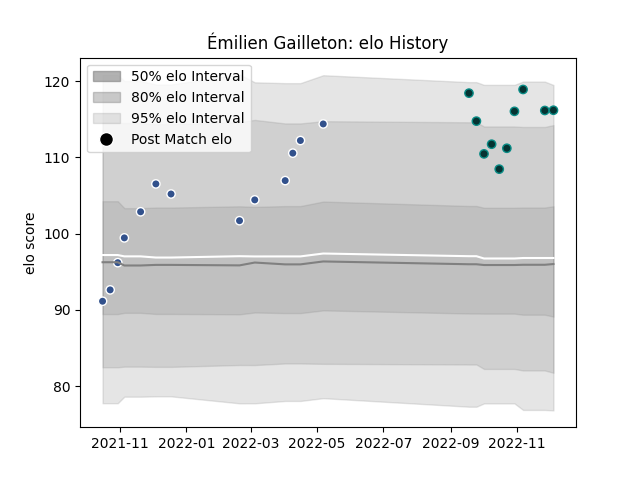 Émilien Gailleton: elo History
50% elo Interval
80% elo Interval
95% elo Interval
Post Match elo
elo score
120
110
100
90
80
2021-11 2022-01 2022-03 2022-05 2022-07 2022-09 2022-11